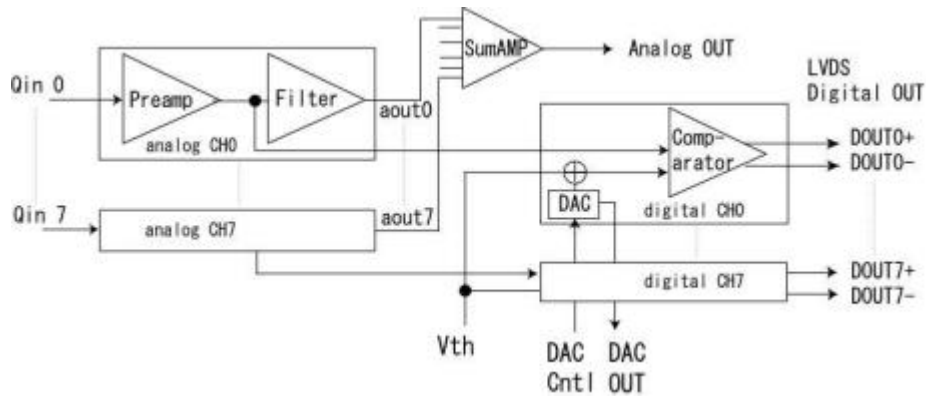 SumAMP
Analog OUT
LVDS
Digital OUT
Qin 0
Preamp
Filter
aout0
analog CH0
Comp-
arator
DOUT0+
DOUT0-
DAC
digital CH0
Qin 7
analog CH7
aout7
digital CH7
DOUT7+
DOUT7-
Vth
DAC
Cntl
DAC
OUT